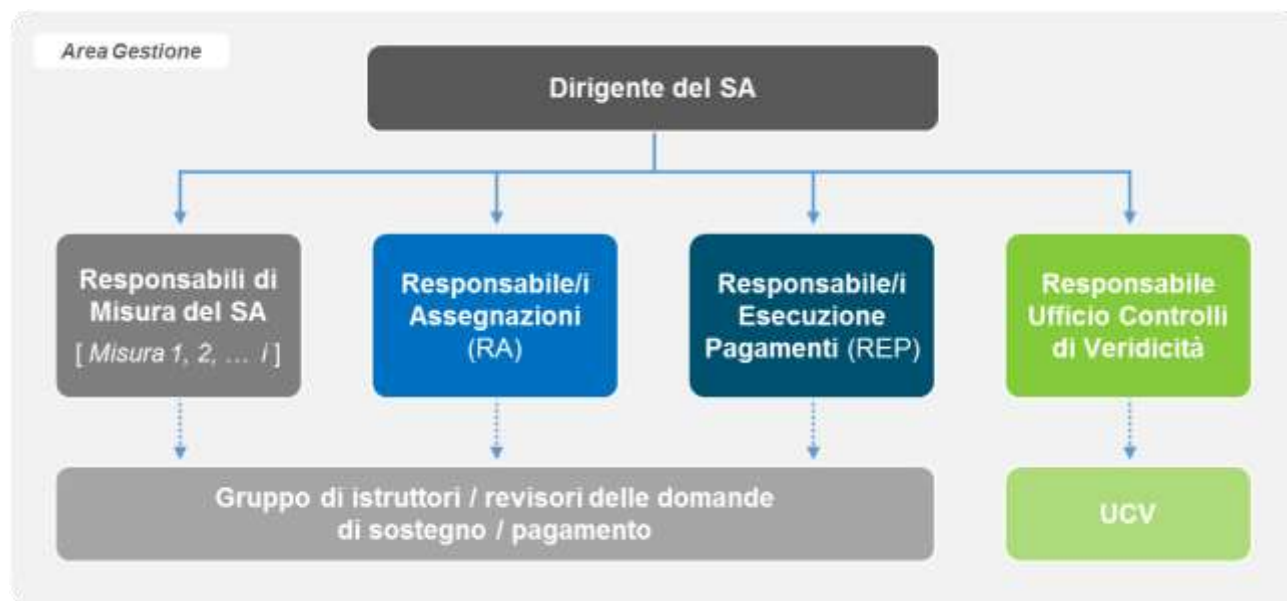 Area Gestione
Dirigente del SA
Responsabili di
Misura del SA
[ Misura 1, 2, … i ]
Responsabile/i
Assegnazioni
(RA)
Responsabile/i
Esecuzione
Pagamenti (REP)
Responsabile
Ufficio Controlli
di Veridicità
Gruppo di istruttori / revisori delle domande
di sostegno / pagamento
UCV